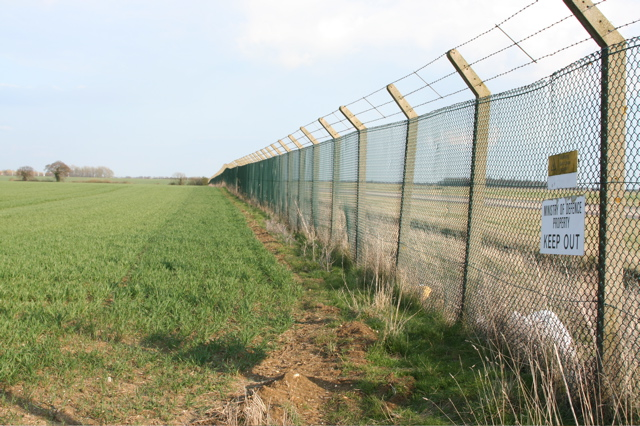 MINISTRY OF DEFENCE
PROPERTY
KEEP OUT